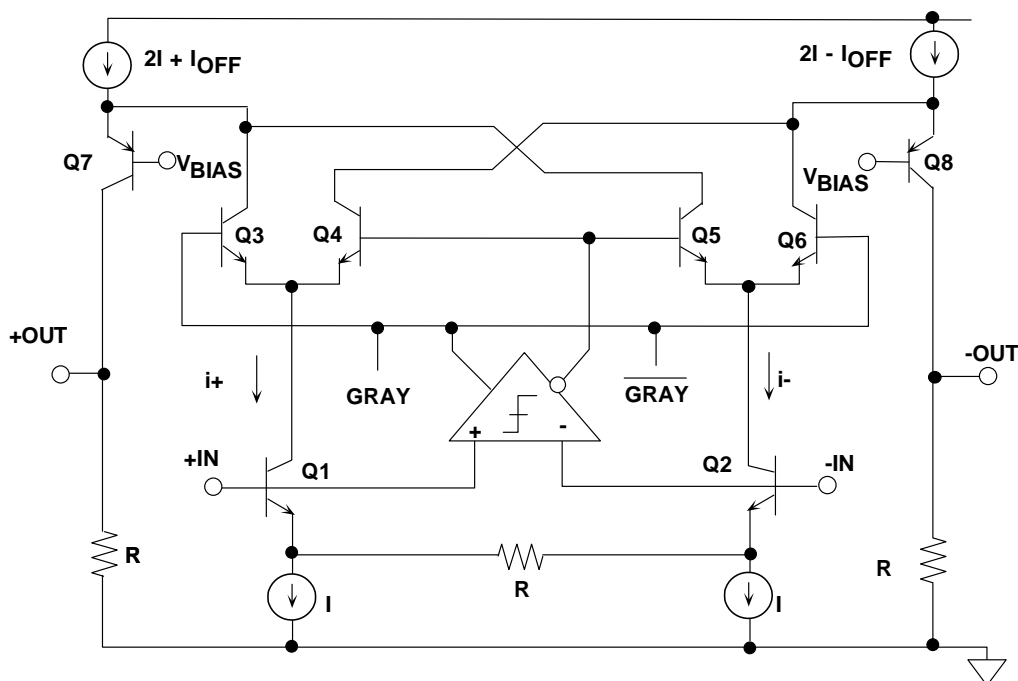 2I + IOFF
2I - IOFF
Q7
VBIAS
VBIAS
Q8
Q3
Q4
Q5
Q6
+OUT
-OUT
i+
GRAY
GRAY
i-
+
-
+IN
Q1
Q2
-IN
R
R
R
I
I